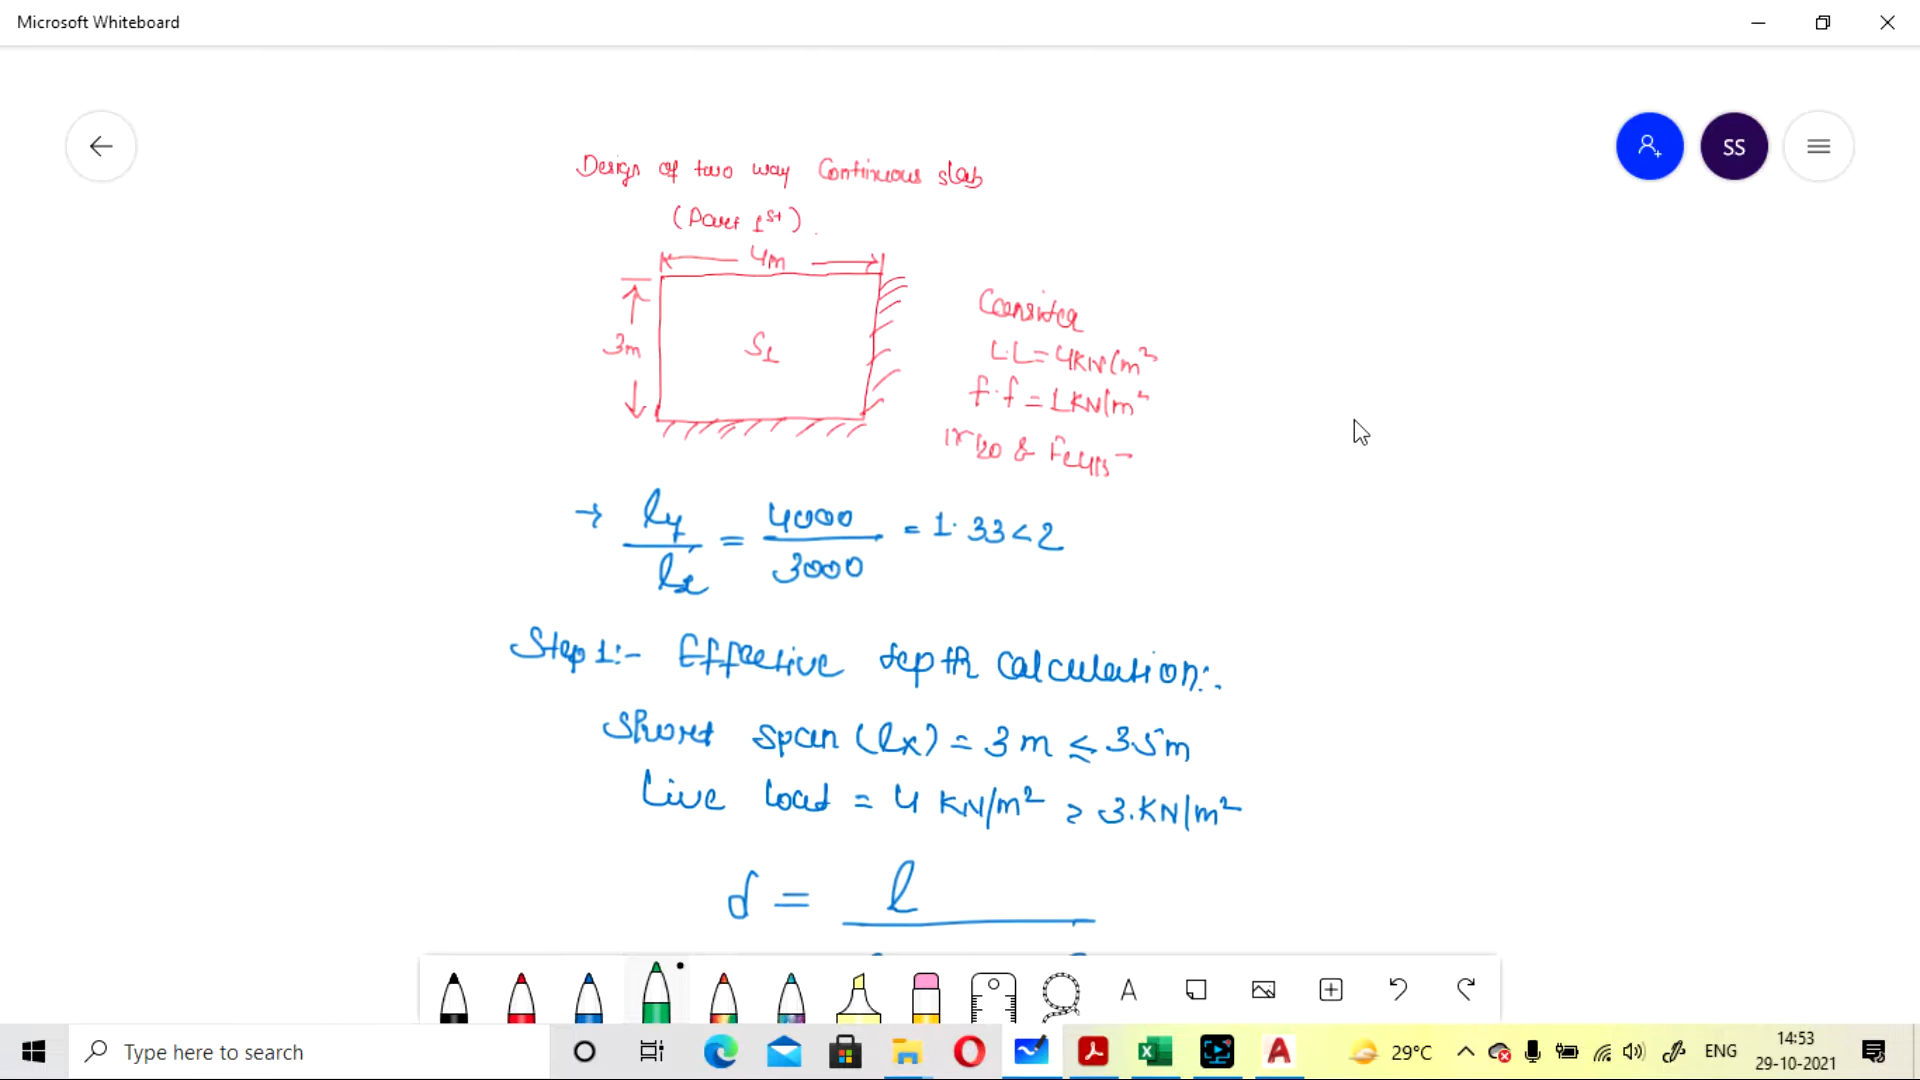 Microsoft Whiteboard
SS
Design of two way Continuous slab
(Part 1st).
4m
3m
S1
Consider
L.L = 4KN/m²
f.f = 1KN/m²
M20 & Fe415
→ ly/lx = 4000/3000 = 1.33 < 2
Step 1:- Effective depth calculation:.
Short span (lx) = 3 m ≤ 3.5m
Live load = 4 KN/m² > 3.KN/m²
d = l
A
Type here to search
29°C
ENG
14:53
29-10-2021